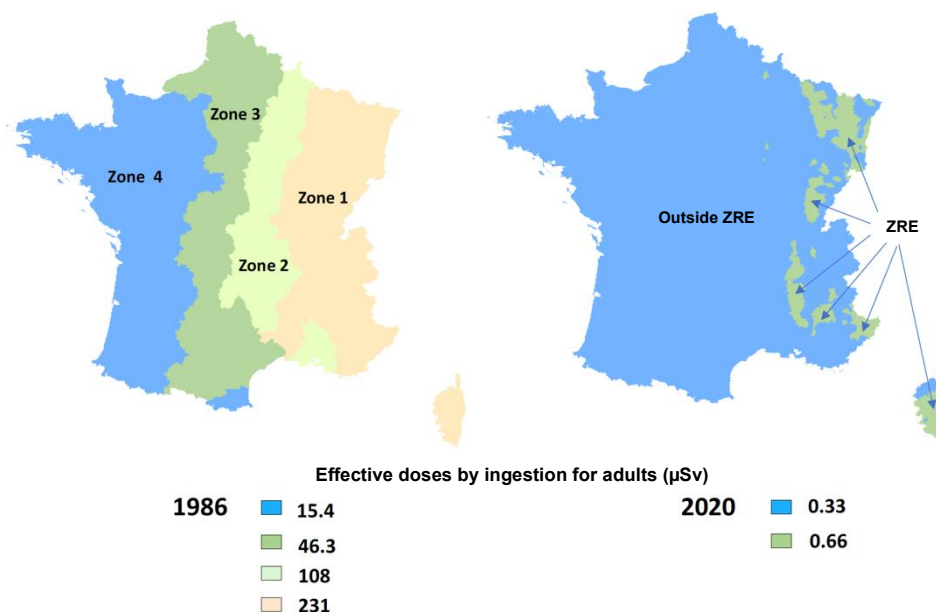 Zone 3
Zone 4
Zone 1
Zone 2
Outside ZRE
ZRE
Effective doses by ingestion for adults (µSv)
1986
15.4
46.3
108
231
2020
0.33
0.66